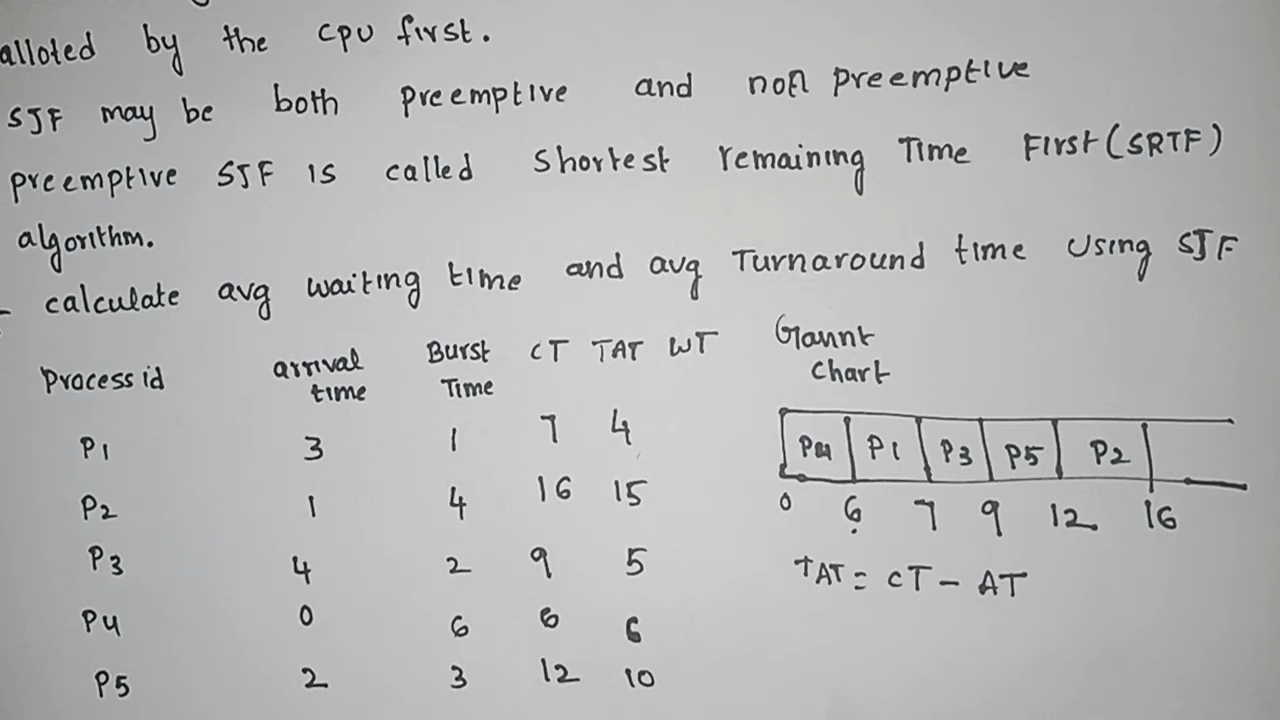 alloted by the cpu first.
SJF may be both preemptive and non preemptive
preemptive SJF is called Shortest remaining Time First (SRTF)
algorithm.
calculate avg waiting time and avg Turnaround time Using SJF
Process id arrival time Burst Time CT TAT WT
P1 3 1 7 4
P2 1 4 16 15
P3 4 2 9 5
P4 0 6 6 6
P5 2 3 12 10
Gannt
chart
P4 P1 P3 P5 P2
0 6 7 9 12 16
TAT = CT - AT